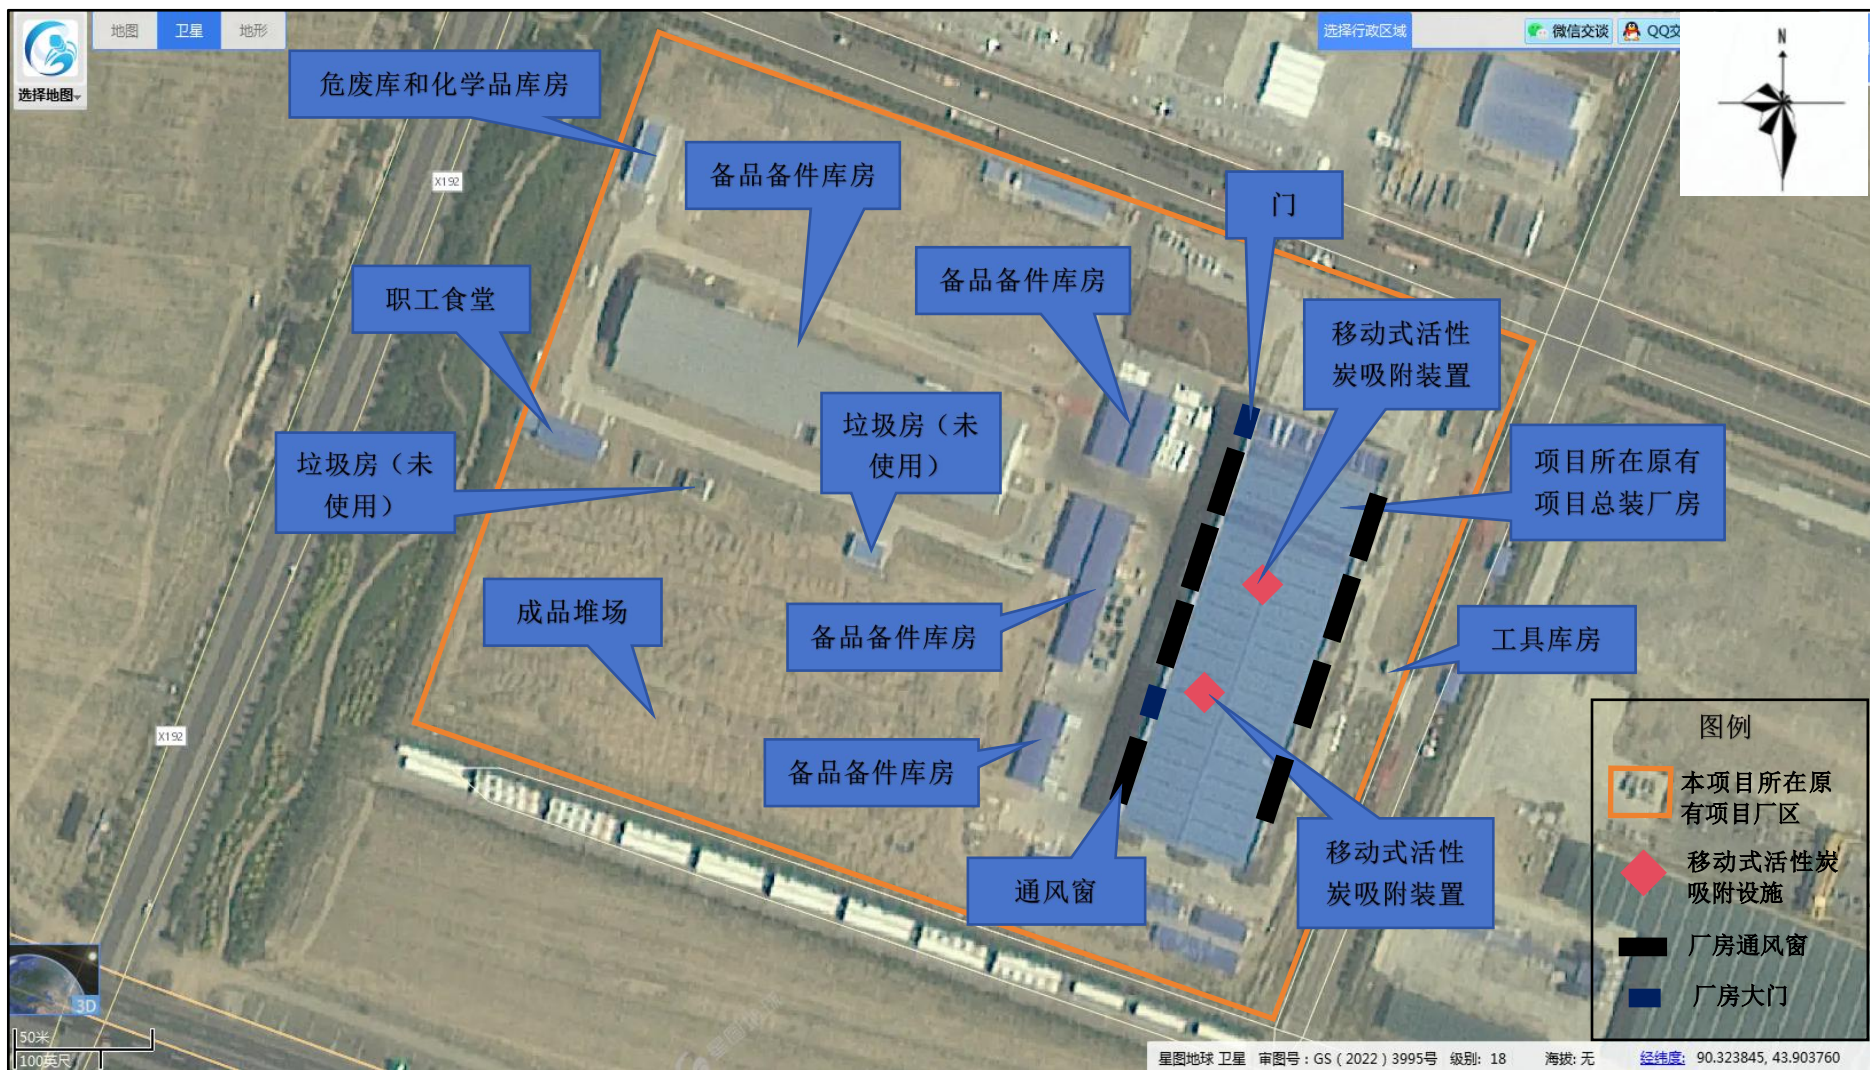 地图
卫星
地形
选择地图
选择行政区域
微信交谈
N
危废库和化学品库房
备品备件库房
X192
门
职工食堂
备品备件库房
移动式活性
炭吸附装置
垃圾房（未
使用）
垃圾房（未
使用）
项目所在原有
项目总装厂房
成品堆场
备品备件库房
工具库房
X192
备品备件库房
通风窗
移动式活性
炭吸附装置
图例
本项目所在原
有项目厂区
移动式活性炭
吸附设施
厂房通风窗
厂房大门
3D
50米
100英尺
星图地球 卫星 审图号：GS（2022）3995号 级别: 18 海拔: 无 经纬度: 90.323845, 43.903760